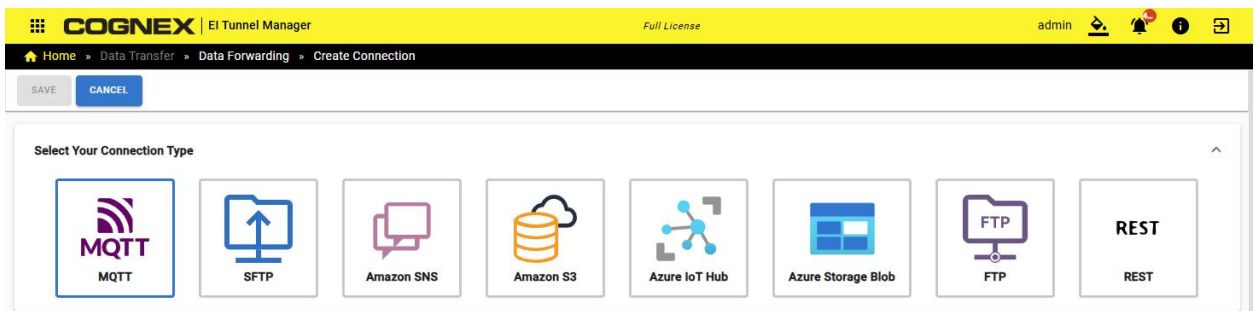 COGNEX | EI Tunnel Manager Full License admin
Home » Data Transfer » Data Forwarding » Create Connection
SAVE CANCEL
Select Your Connection Type
MQTT FTP REST
MQTT SFTP Amazon SNS Amazon S3 Azure IoT Hub Azure Storage Blob FTP REST